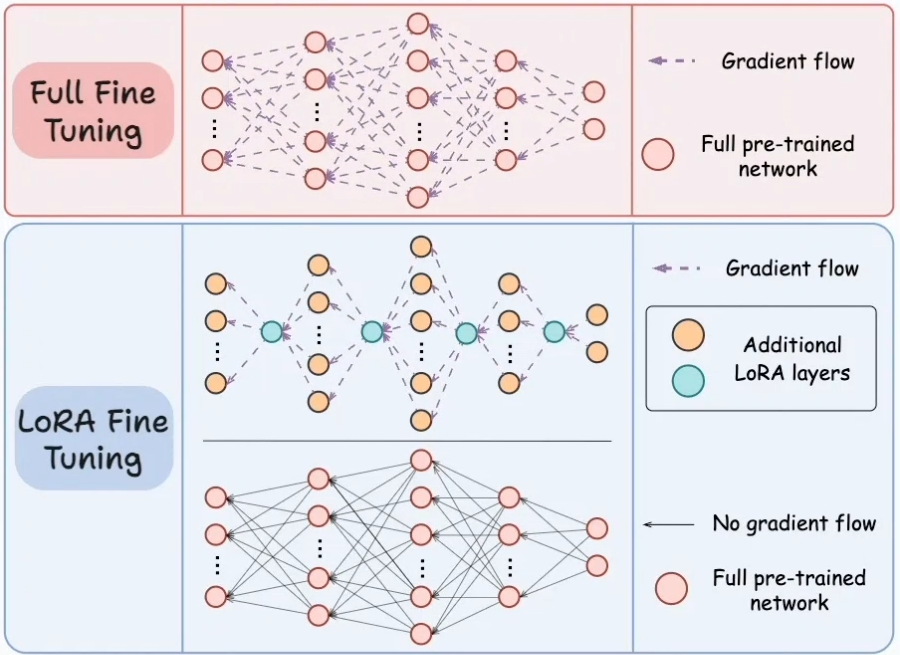 Full Fine
Tuning
Gradient flow
Full pre-trained
network
LoRA Fine
Tuning
Gradient flow
Additional
LoRA layers
No gradient flow
Full pre-trained
network